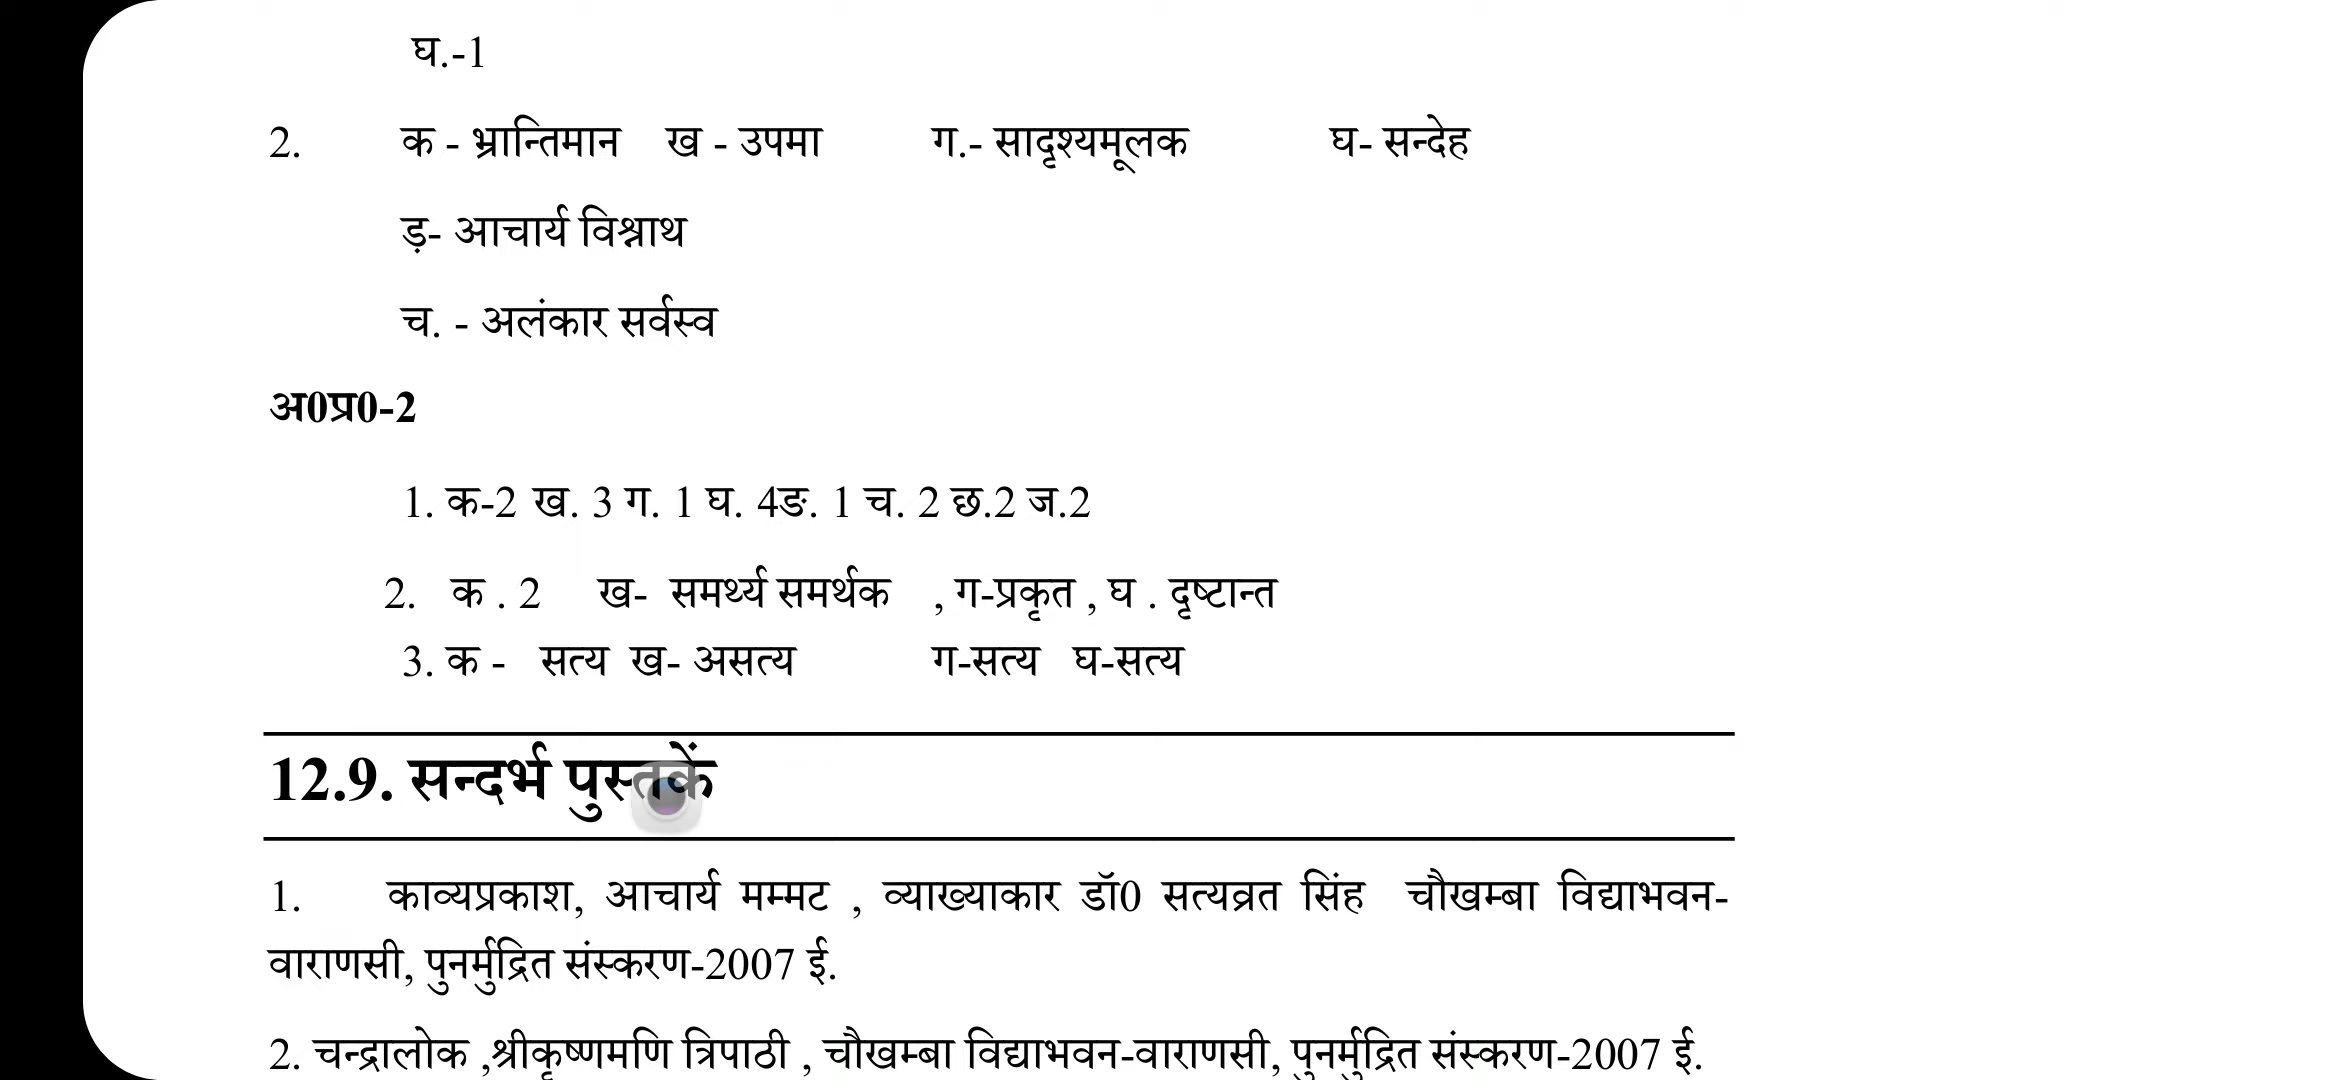 घ.-1
2. क - भ्रान्तिमान ख - उपमा ग.- सादृश्यमूलक घ- सन्देह
ड़- आचार्य विश्नाथ
च. - अलंकार सर्वस्व
अ0प्र0-2
1. क-2 ख. 3 ग. 1 घ. 4ङ. 1 च. 2 छ.2 ज.2
2. क . 2 ख- समर्थ्य समर्थक , ग-प्रकृत , घ . दृष्टान्त
3. क - सत्य ख- असत्य ग-सत्य घ-सत्य
12.9. सन्दर्भ पुस्तकें
1. काव्यप्रकाश, आचार्य मम्मट , व्याख्याकार डॉ0 सत्यव्रत सिंह चौखम्बा विद्याभवन-
वाराणसी, पुनर्मुद्रित संस्करण-2007 ई.
2. चन्द्रालोक ,श्रीकृष्णमणि त्रिपाठी , चौखम्बा विद्याभवन-वाराणसी, पुनर्मुद्रित संस्करण-2007 ई.